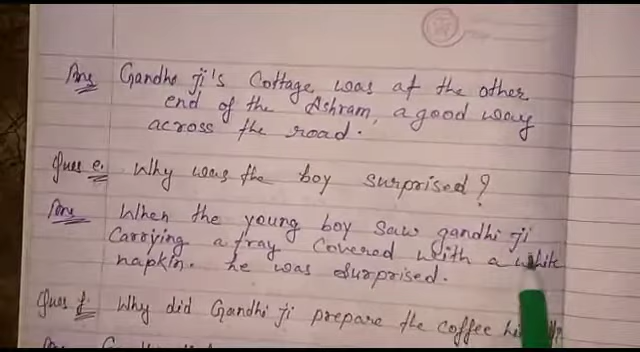 Ans Gandhi ji's Cottage was at the other
end of the Ashram, a good way
across the road.
Ques e. Why was the boy surprised?
Ans When the young boy saw gandhi ji
Carrying a tray Covered with a white
napkin. he was surprised.
Ques f. Why did Gandhi ji prepare the coffee